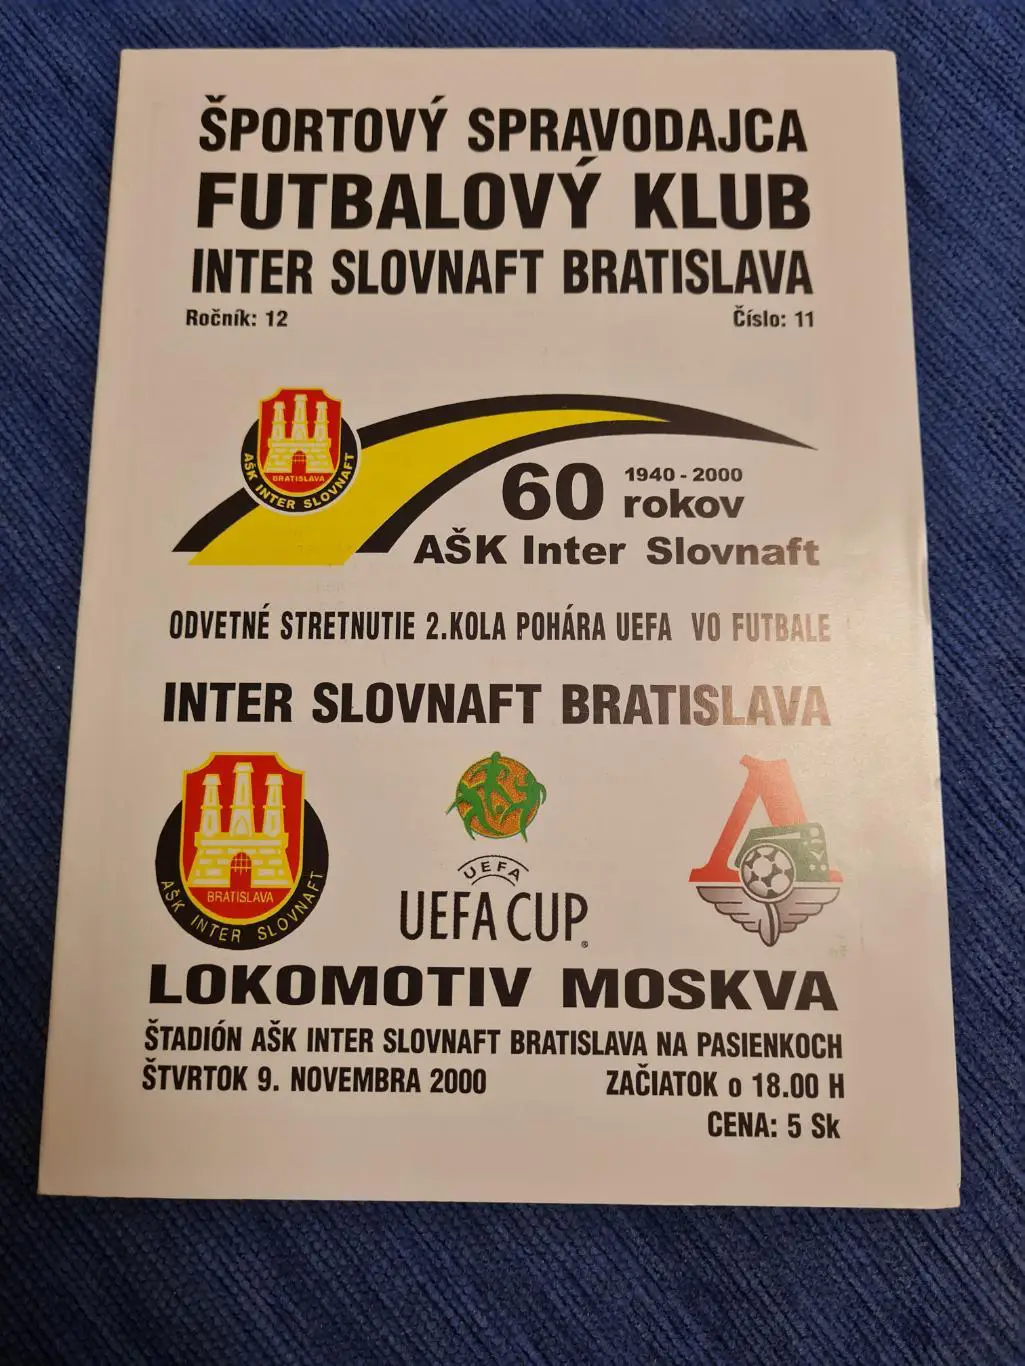 ŠPORTOVÝ SPRAVODAJCA
FUTBALOVÝ KLUB
INTER SLOVNAFT BRATISLAVA
Ročník: 12 Číslo: 11
BRATISLAVA
AŠK INTER SLOVNAFT
60 rokov
1940 - 2000
AŠK Inter Slovnaft
ODVETNÉ STRETNUTIE 2.KOLA POHÁRA UEFA VO FUTBALE
INTER SLOVNAFT BRATISLAVA
BRATISLAVA
AŠK INTER SLOVNAFT
UEFA
UEFA CUP®
Л
LOKOMOTIV MOSKVA
ŠTADIÓN AŠK INTER SLOVNAFT BRATISLAVA NA PASIENKOCH
ŠTVRTOK 9. NOVEMBRA 2000 ZAČIATOK o 18.00 H
CENA: 5 Sk